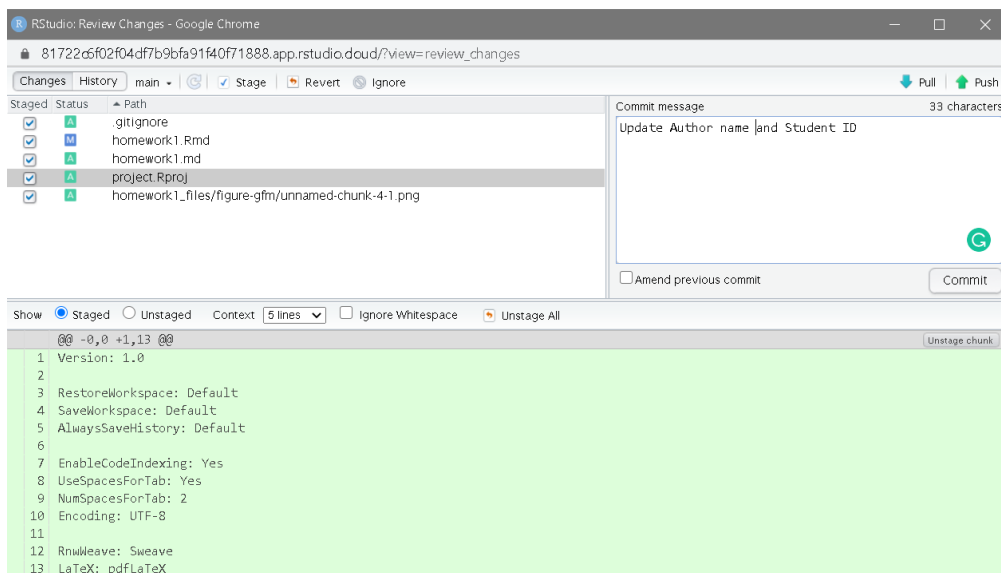 R RStudio: Review Changes - Google Chrome
81722c6f02f04df7b9bfa91f40f71888.app.rstudio.cloud/?view=review_changes
Changes History main Stage Revert Ignore Pull Push
Staged Status Path
A .gitignore
M homework1.Rmd
A homework1.md
A project.Rproj
A homework1_files/figure-gfm/unnamed-chunk-4-1.png
Commit message 33 characters
Update Author name and Student ID
G
Amend previous commit Commit
Show Staged Unstaged Context 5 lines Ignore Whitespace Unstage All
@@ -0,0 +1,13 @@ Unstage chunk
1 Version: 1.0
2
3 RestoreWorkspace: Default
4 SaveWorkspace: Default
5 AlwaysSaveHistory: Default
6
7 EnableCodeIndexing: Yes
8 UseSpacesForTab: Yes
9 NumSpacesForTab: 2
10 Encoding: UTF-8
11
12 RnwWeave: Sweave
13 LaTeX: pdfLaTeX